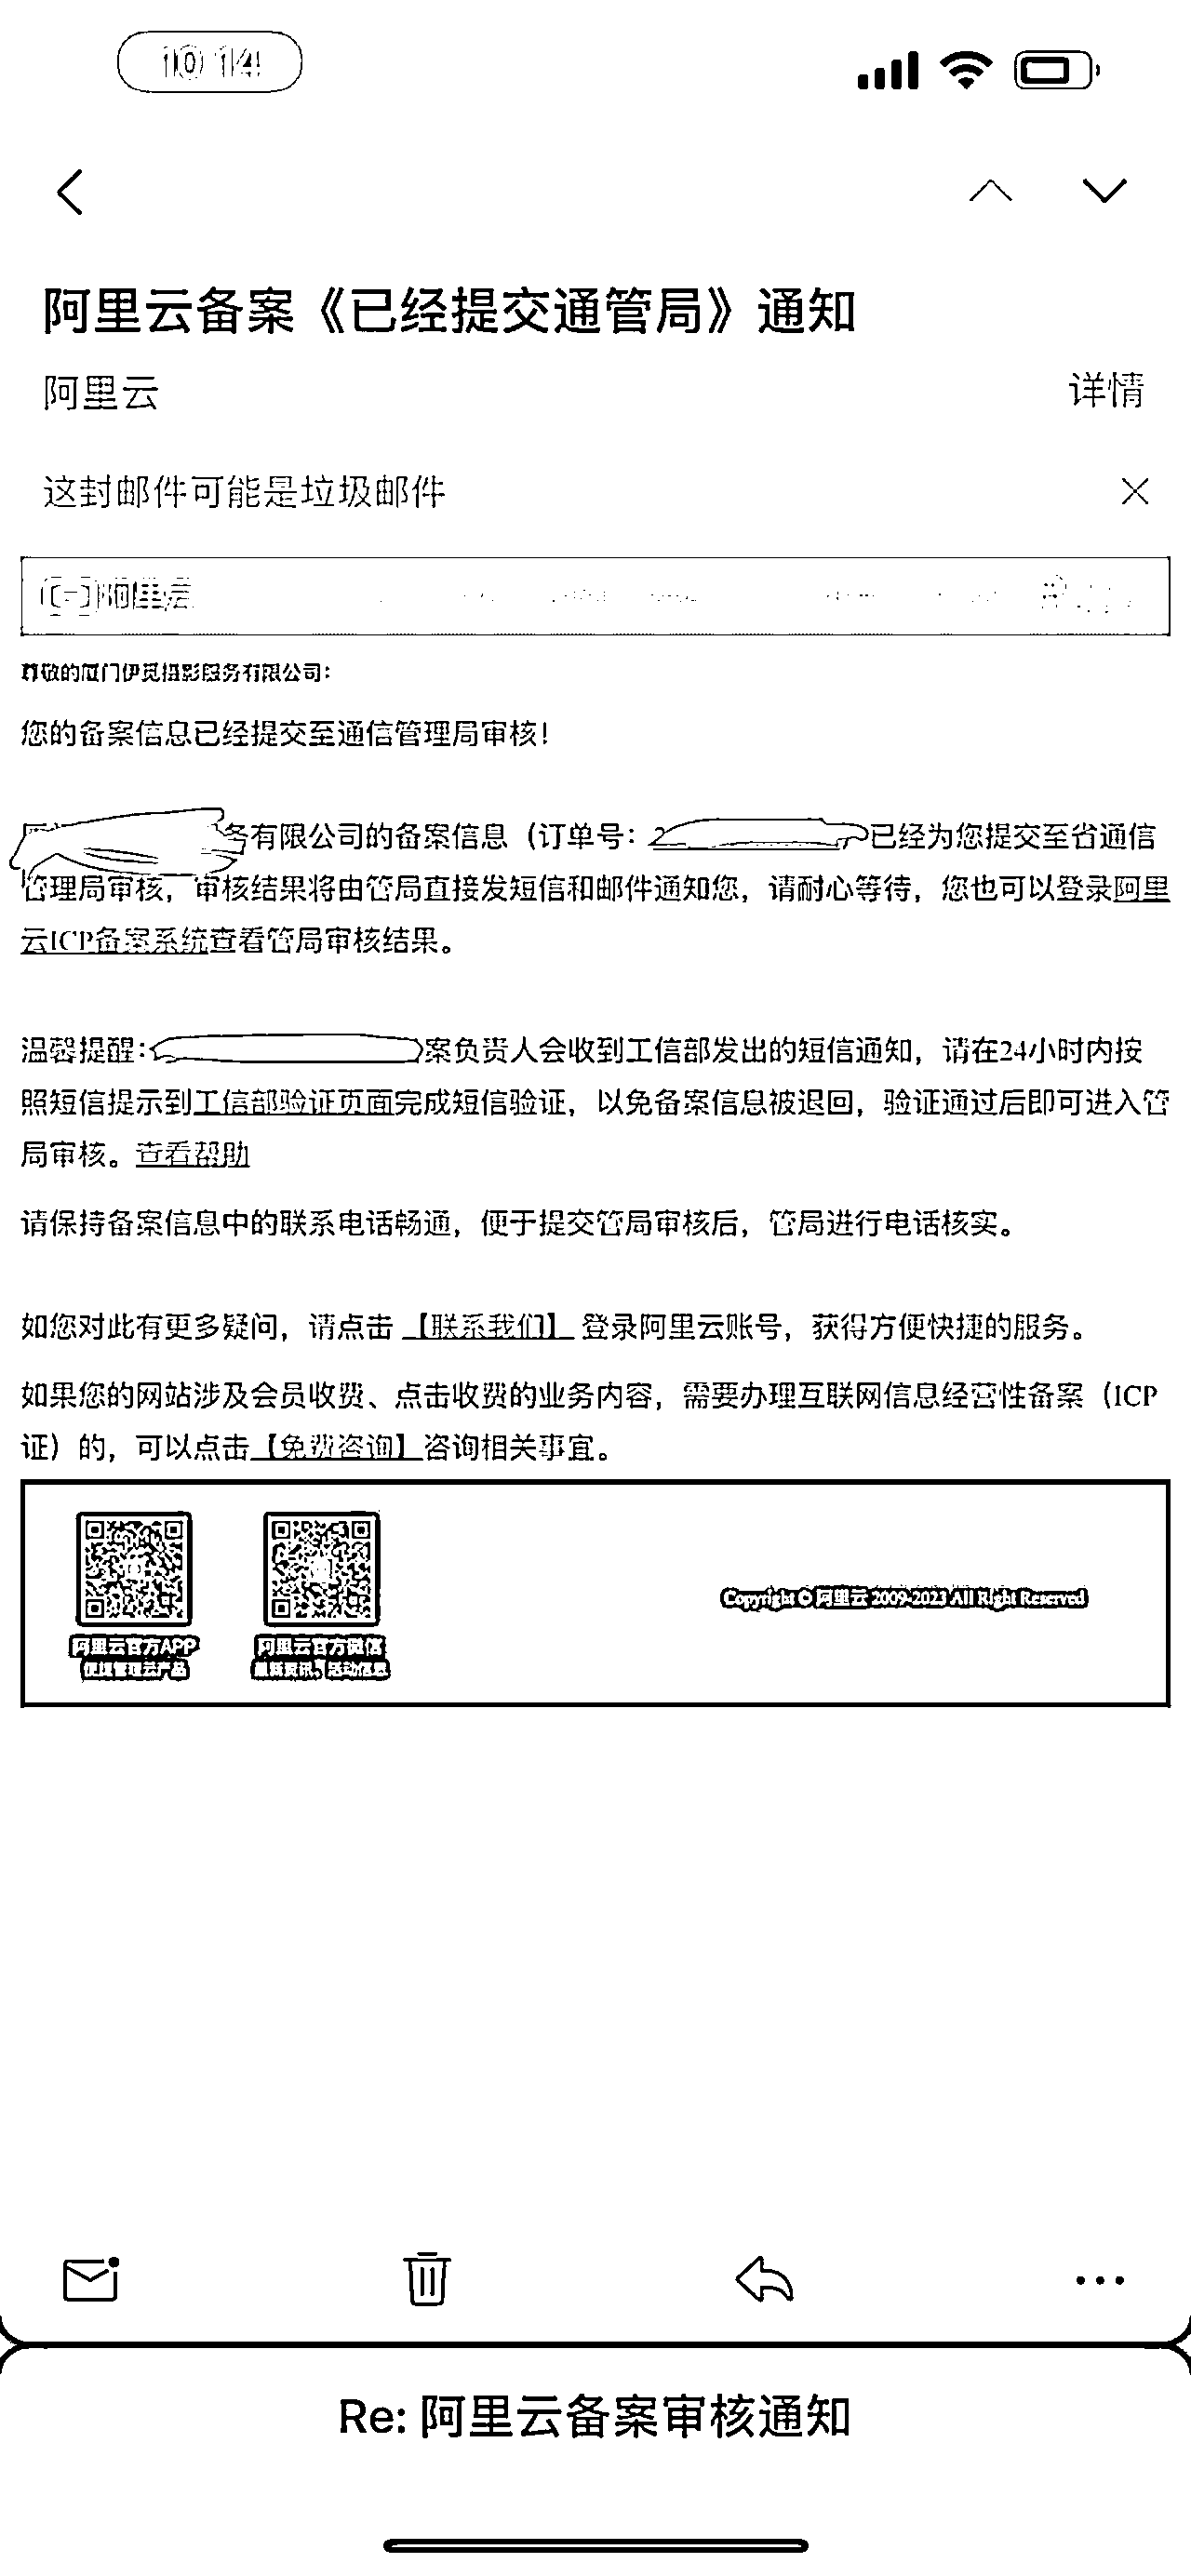 10 14
阿里云备案《已经提交通管局》通知
阿里云
详情
这封邮件可能是垃圾邮件
阿里云
尊敬的厦门伊觅摄影服务有限公司：
您的备案信息已经提交至通信管理局审核！
务有限公司的备案信息（订单号： 已经为您提交至省通信
管理局审核，审核结果将由管局直接发短信和邮件通知您，请耐心等待，您也可以登录阿里
云ICP备案系统查看管局审核结果。
温馨提醒： 案负责人会收到工信部发出的短信通知，请在24小时内按
照短信提示到工信部验证页面完成短信验证，以免备案信息被退回，验证通过后即可进入管
局审核。查看帮助
请保持备案信息中的联系电话畅通，便于提交管局审核后，管局进行电话核实。
如您对此有更多疑问，请点击 【联系我们】 登录阿里云账号，获得方便快捷的服务。
如果您的网站涉及会员收费、点击收费的业务内容，需要办理互联网信息经营性备案（ICP
证）的，可以点击【免费咨询】咨询相关事宜。
阿里云官方APP
便捷管理云产品
阿里云官方微信
最新资讯、活动信息
Copyright © 阿里云 2009-2023 All Right Reserved
Re: 阿里云备案审核通知